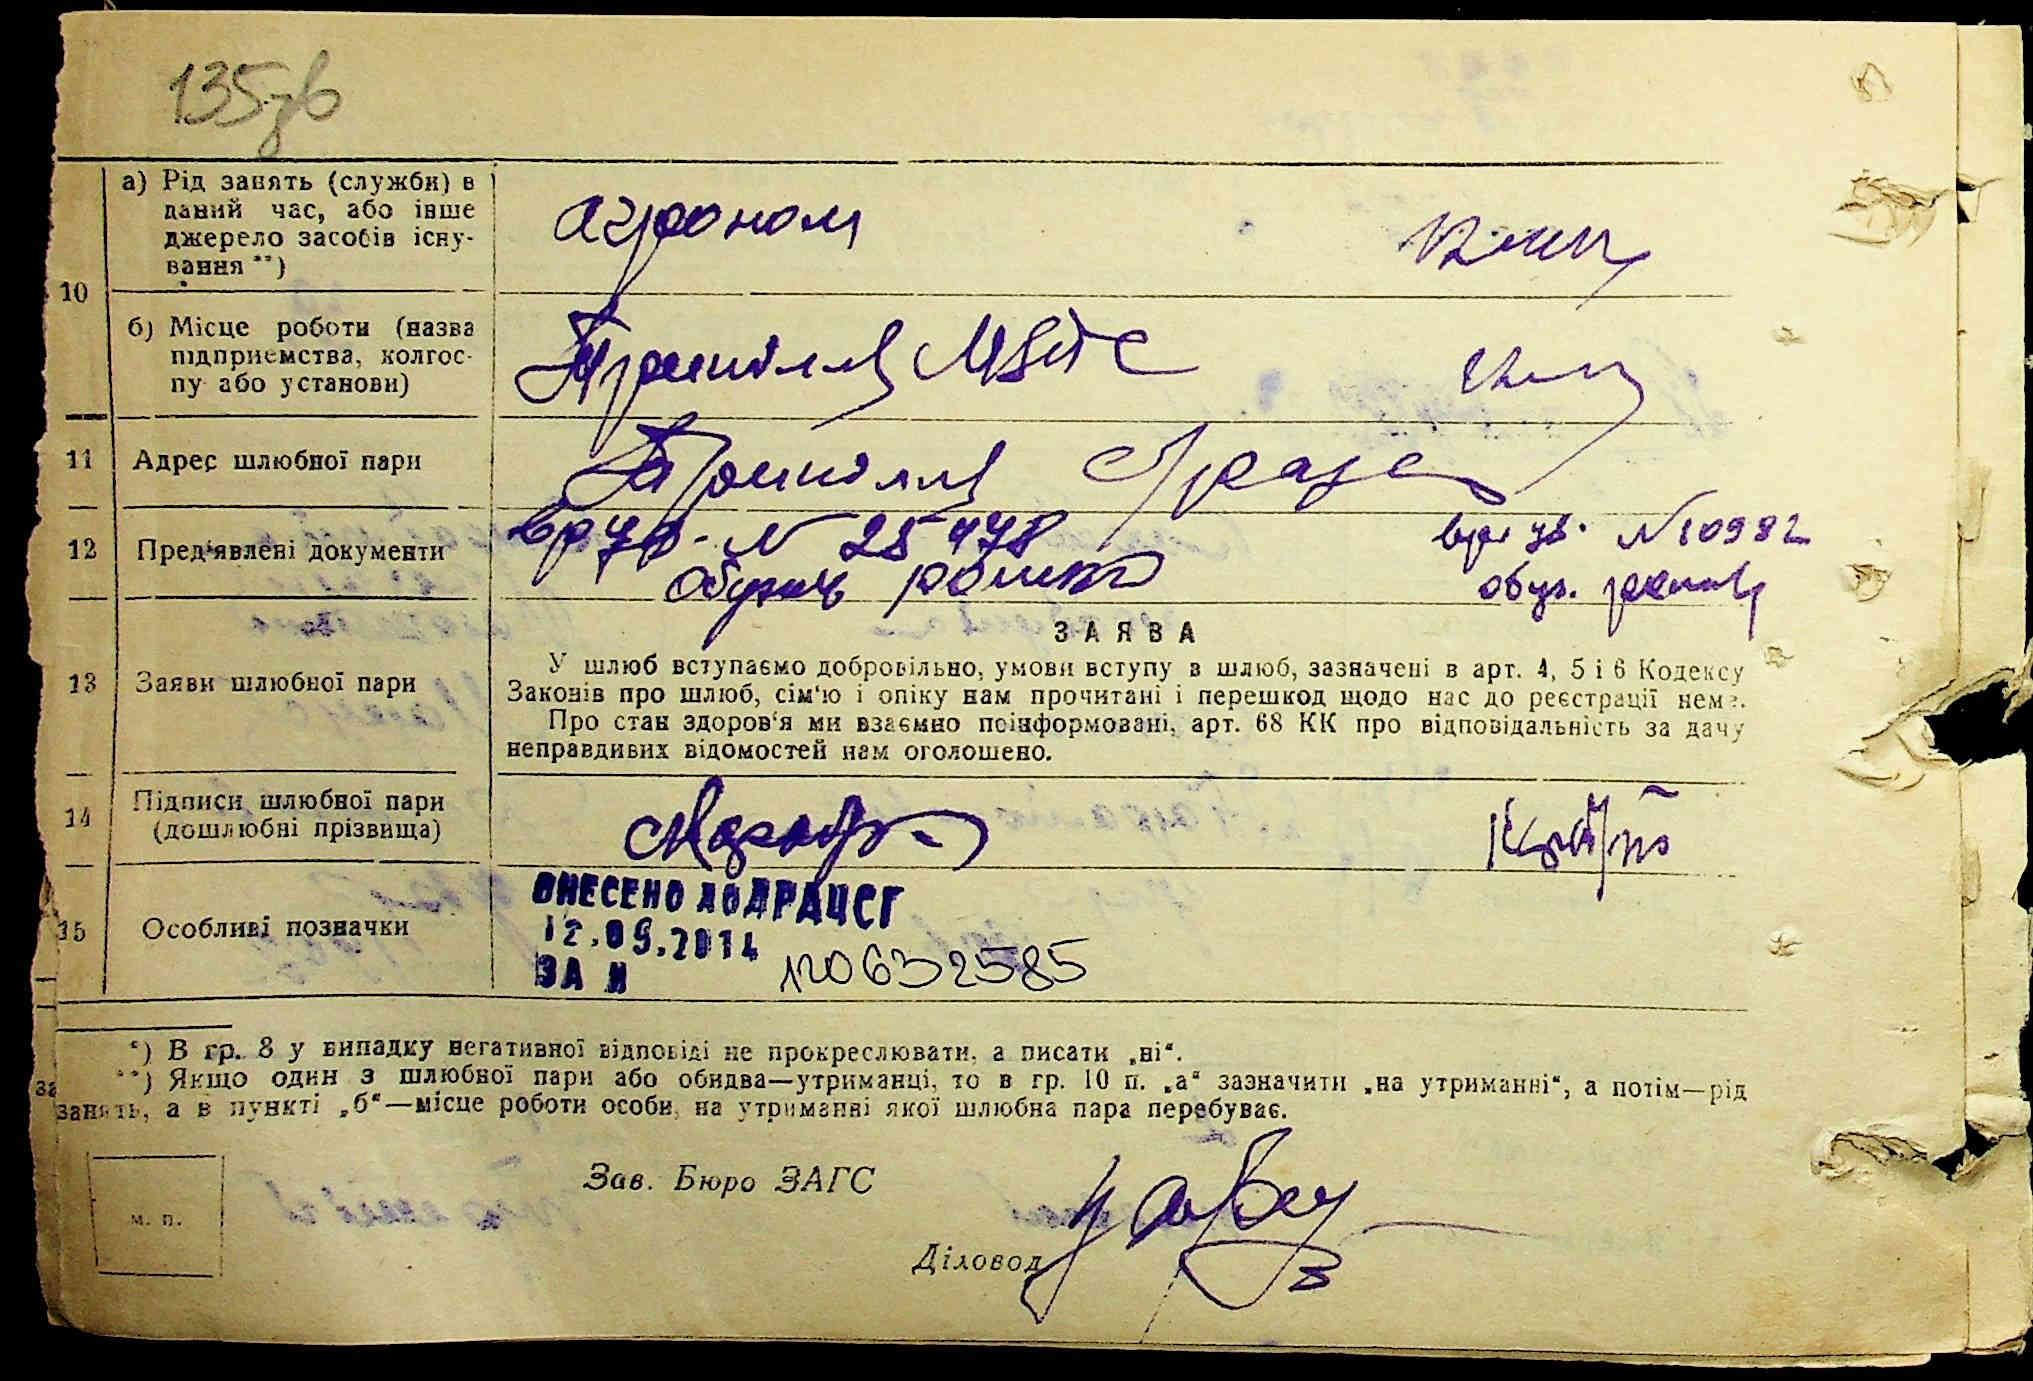 135зв
10
а) Рід занять (служби) в
даний час, або інше
джерело засобів існу-
вання **)
агроном
б) Місце роботи (назва
підприємства, колгос-
пу або установи)
Трипілля
11
Адрес шлюбної пари
Трипілля
12
Пред'явлені документи
N 25478
N 10982
13
Заяви шлюбної пари
ЗАЯВА
У шлюб вступаємо добровільно, умови вступу в шлюб, зазначені в арт. 4, 5 і 6 Кодексу
Законів про шлюб, сім'ю і опіку нам прочитані і перешкод щодо нас до реєстрації нема.
Про стан здоров'я ми взаємно поінформовані, арт. 68 КК про відповідальність за дачу
неправдивих відомостей нам оголошено.
14
Підписи шлюбної пари
(дошлюбні прізвища)
15
Особливі позначки
ВНЕСЕНО ДО ДРАЦСГ
12.09.2014
ЗА N 120632585
*) В гр. 8 у випадку негативної відповіді не прокреслювати, а писати „ні“.
**) Якщо один з шлюбної пари або обидва—утриманці, то в гр. 10 п. „а“ зазначити „на утриманні“, а потім—рід
занять, а в пункті „б“—місце роботи особи, на утриманні якої шлюбна пара перебуває.
м. п.
Зав. Бюро ЗАГС
Діловод